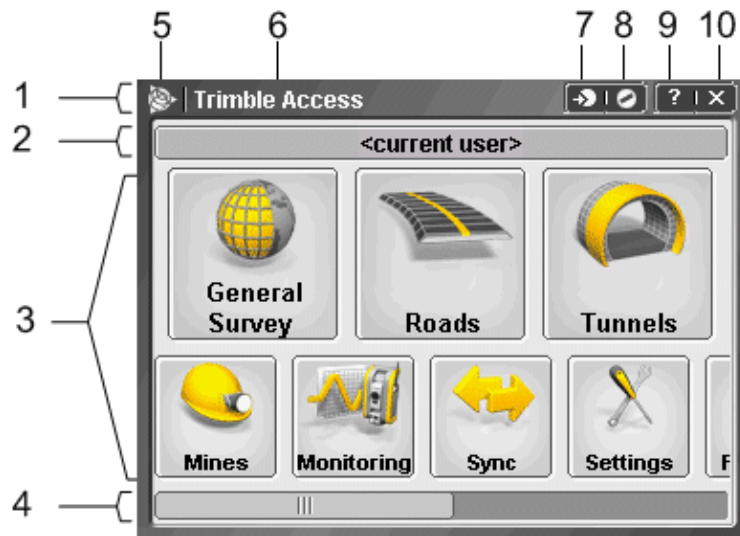 5 6 7 8 9 10
1 Trimble Access ? X
2 <current user>
3
General Survey Roads Tunnels
Mines Monitoring Sync Settings F
4